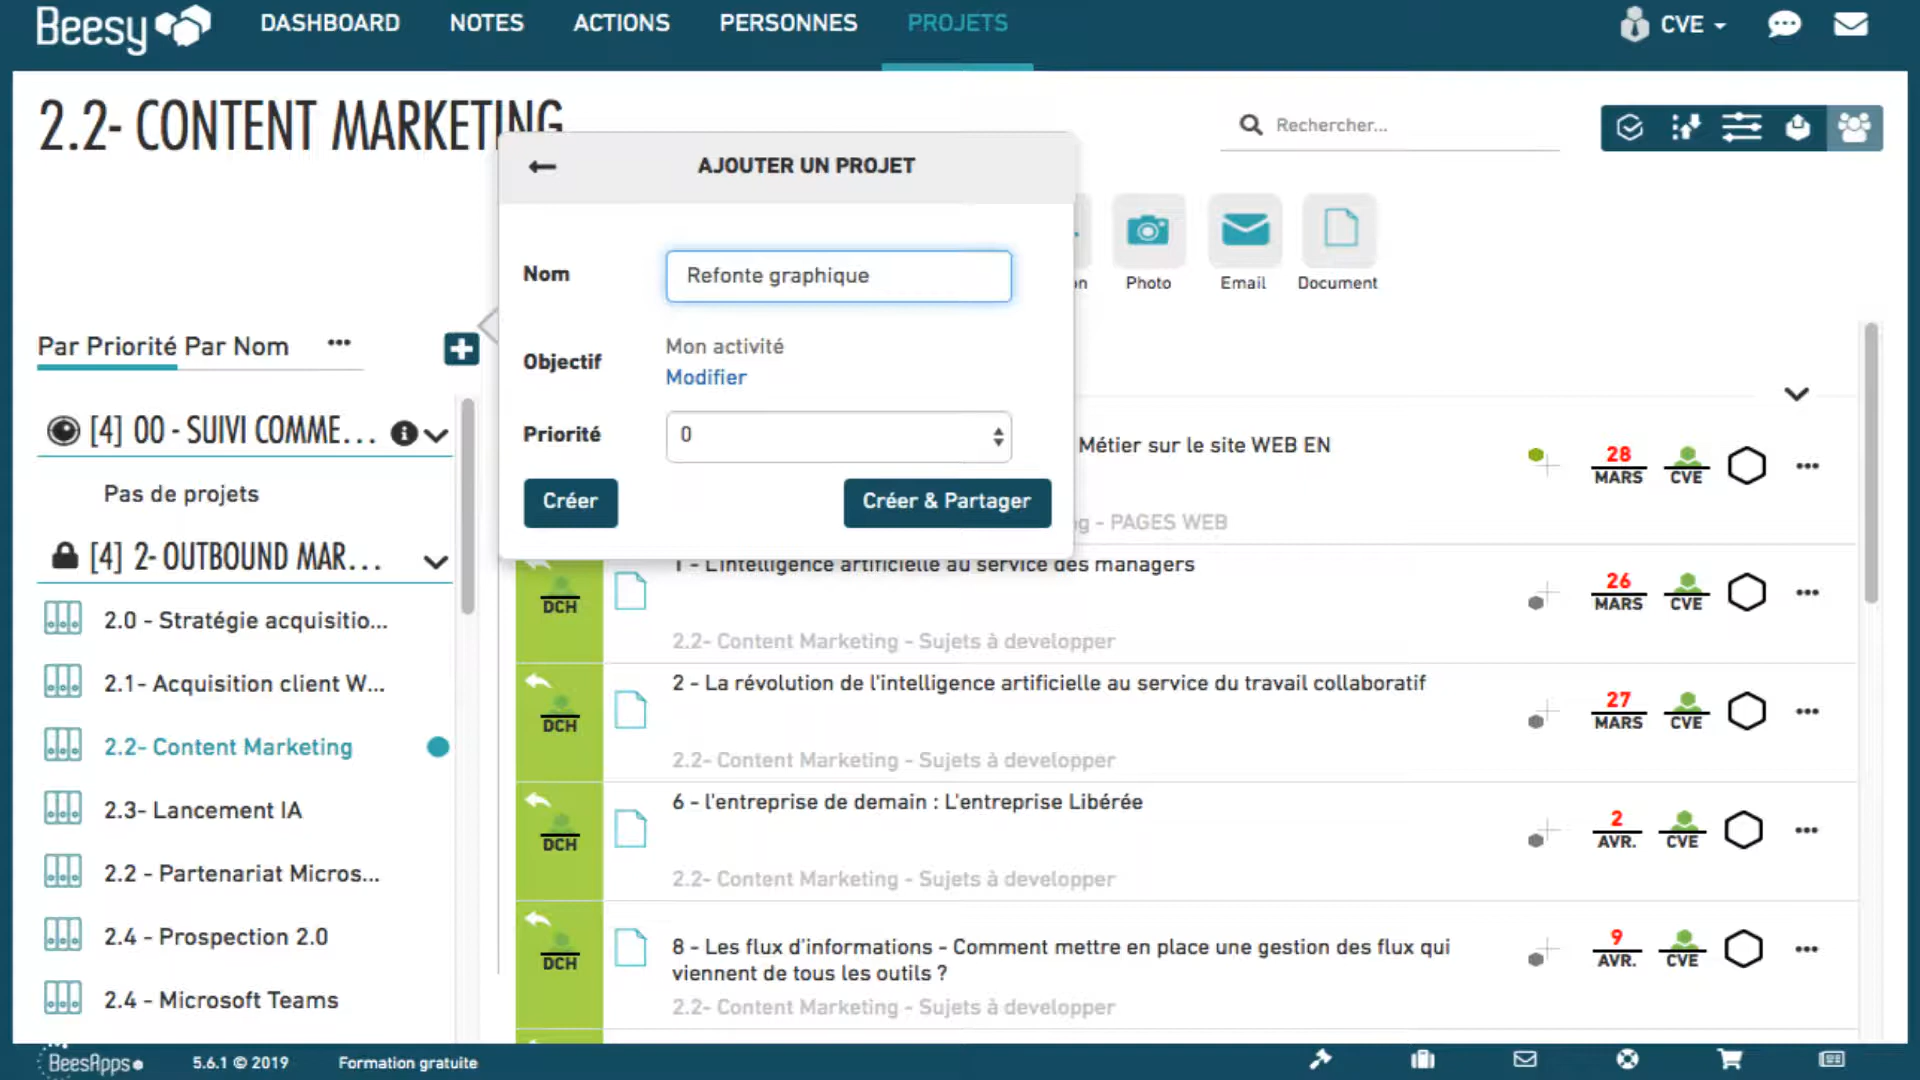 Beesy
DASHBOARD
NOTES
ACTIONS
PERSONNES
PROJETS
CVE
2.2- CONTENT MARKETING
Rechercher...
AJOUTER UN PROJET
Nom
Refonte graphique
Objectif
Mon activité
Modifier
Priorité
0
Créer
Créer & Partager
Photo
Email
Document
Par Priorité Par Nom
[4] 00 - SUIVI COMME...
Pas de projets
[4] 2- OUTBOUND MAR...
2.0 - Stratégie acquisitio...
2.1- Acquisition client W...
2.2- Content Marketing
2.3- Lancement IA
2.2 - Partenariat Micros...
2.4 - Prospection 2.0
2.4 - Microsoft Teams
Métier sur le site WEB EN
28
MARS
CVE
g - PAGES WEB
DCH
1 - L'intelligence artificielle au service des managers
26
MARS
CVE
2.2- Content Marketing - Sujets à developper
DCH
2 - La révolution de l'intelligence artificielle au service du travail collaboratif
27
MARS
CVE
2.2- Content Marketing - Sujets à developper
DCH
6 - l'entreprise de demain : L'entreprise Libérée
2
AVR.
CVE
2.2- Content Marketing - Sujets à developper
DCH
8 - Les flux d'informations - Comment mettre en place une gestion des flux qui
viennent de tous les outils ?
9
AVR.
CVE
2.2- Content Marketing - Sujets à developper
BeesApps
5.6.1 © 2019
Formation gratuite